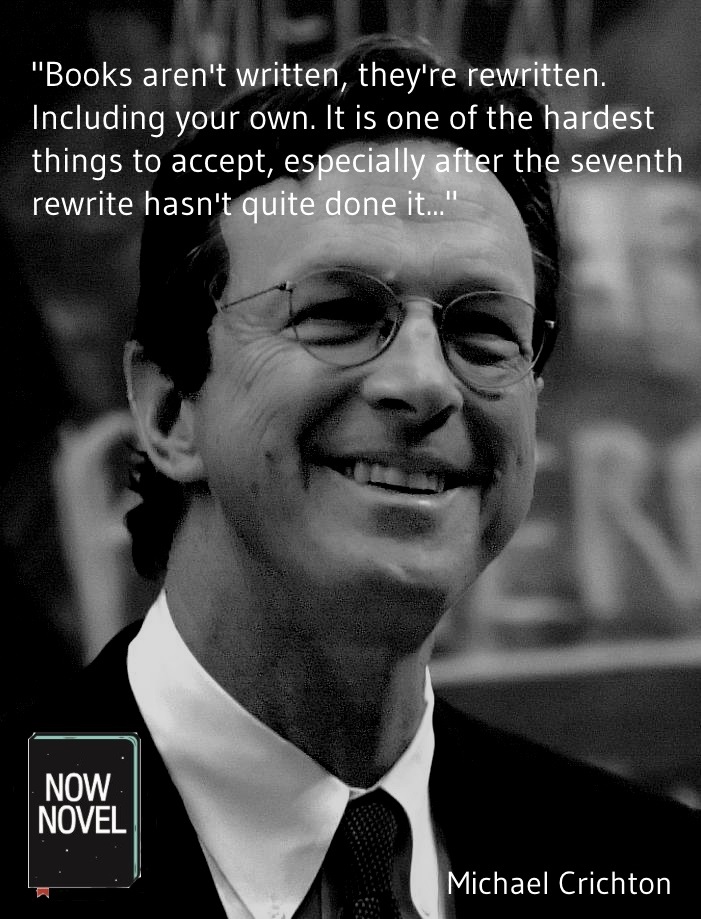 "Books aren't written, they're rewritten.
Including your own. It is one of the hardest
things to accept, especially after the seventh
rewrite hasn't quite done it..."
NOW
NOVEL
Michael Crichton